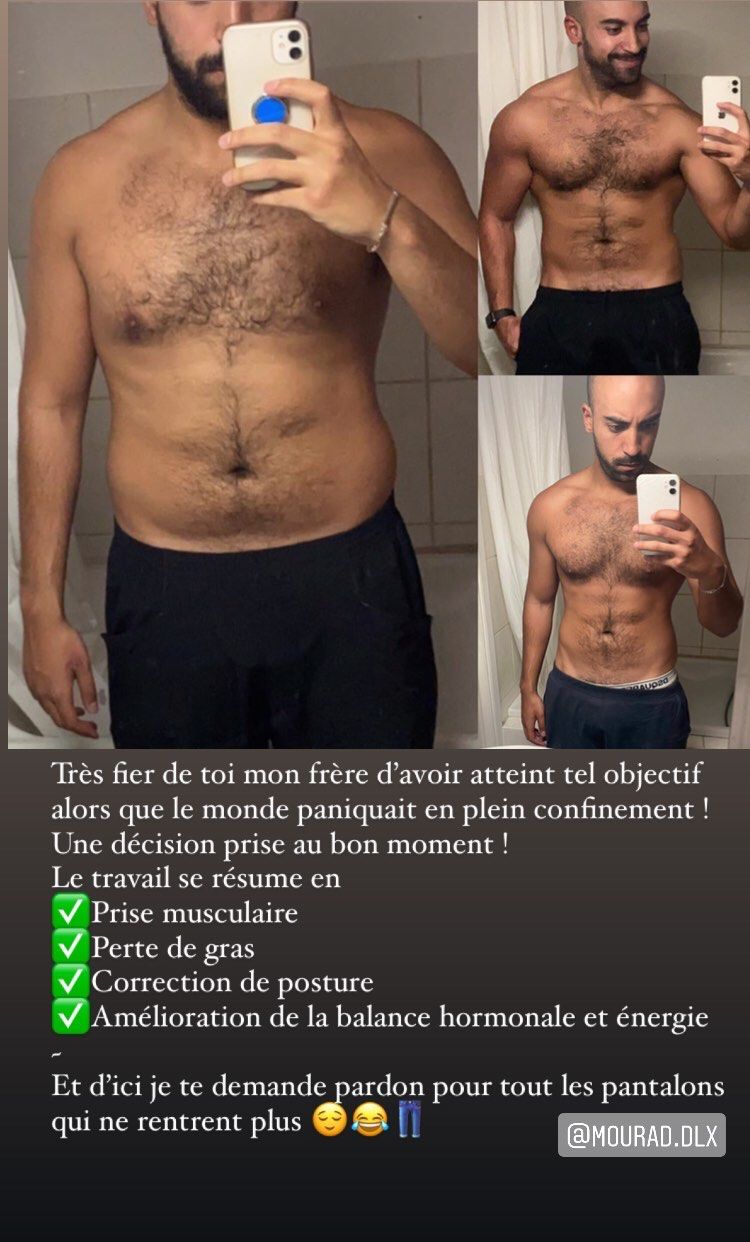 Très fier de toi mon frère d’avoir atteint tel objectif
alors que le monde paniquait en plein confinement !
Une décision prise au bon moment !
Le travail se résume en
✅Prise musculaire
✅Perte de gras
✅Correction de posture
✅Amélioration de la balance hormonale et énergie
-
Et d’ici je te demande pardon pour tout les pantalons
qui ne rentrent plus 😌😂👖
@MOURAD.DLX